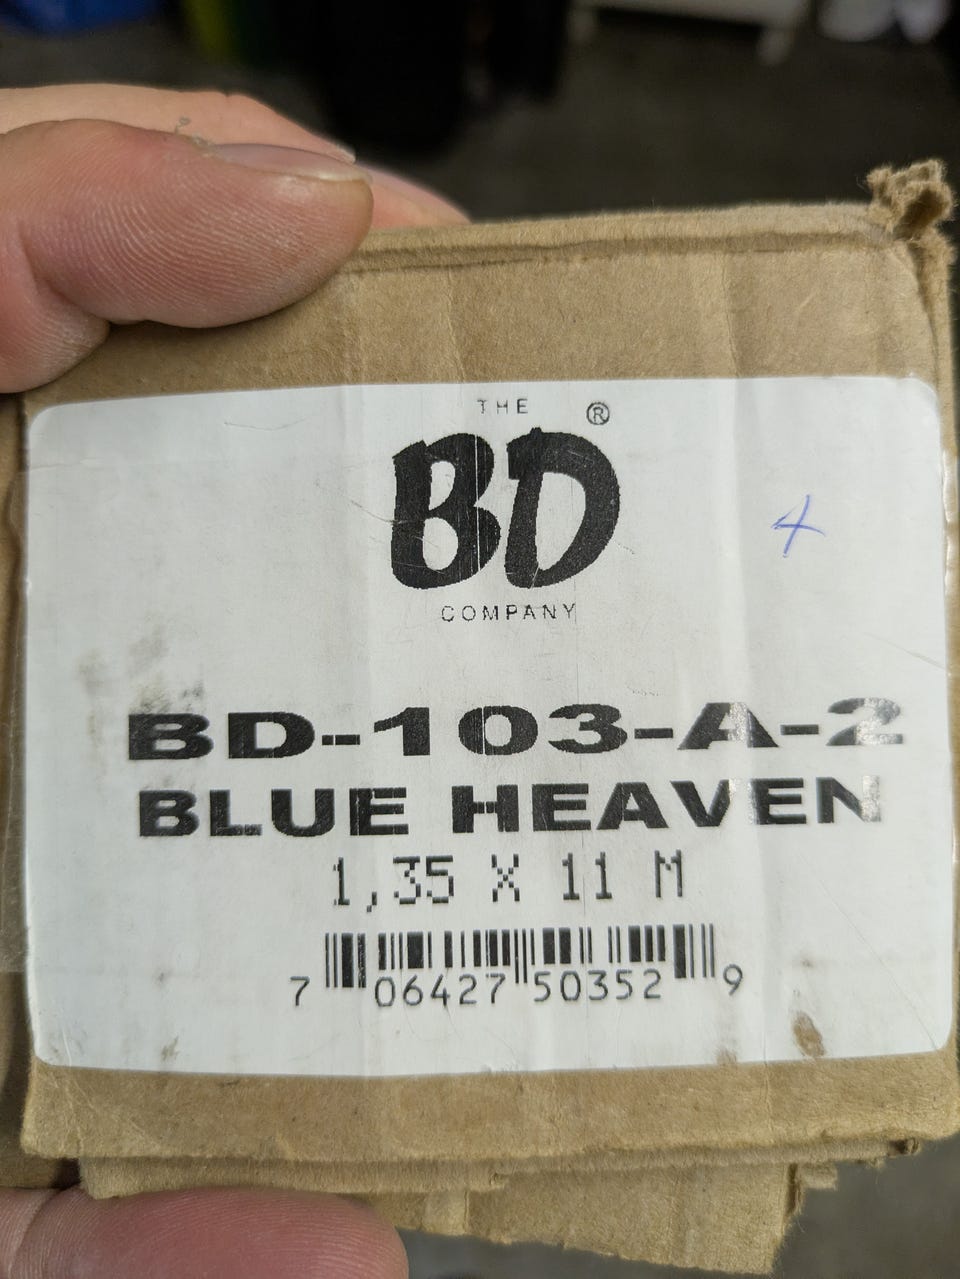 THE
BD®
COMPANY
4
BD-103-A-2
BLUE HEAVEN
1,35 X 11 M
7 06427 50352 9